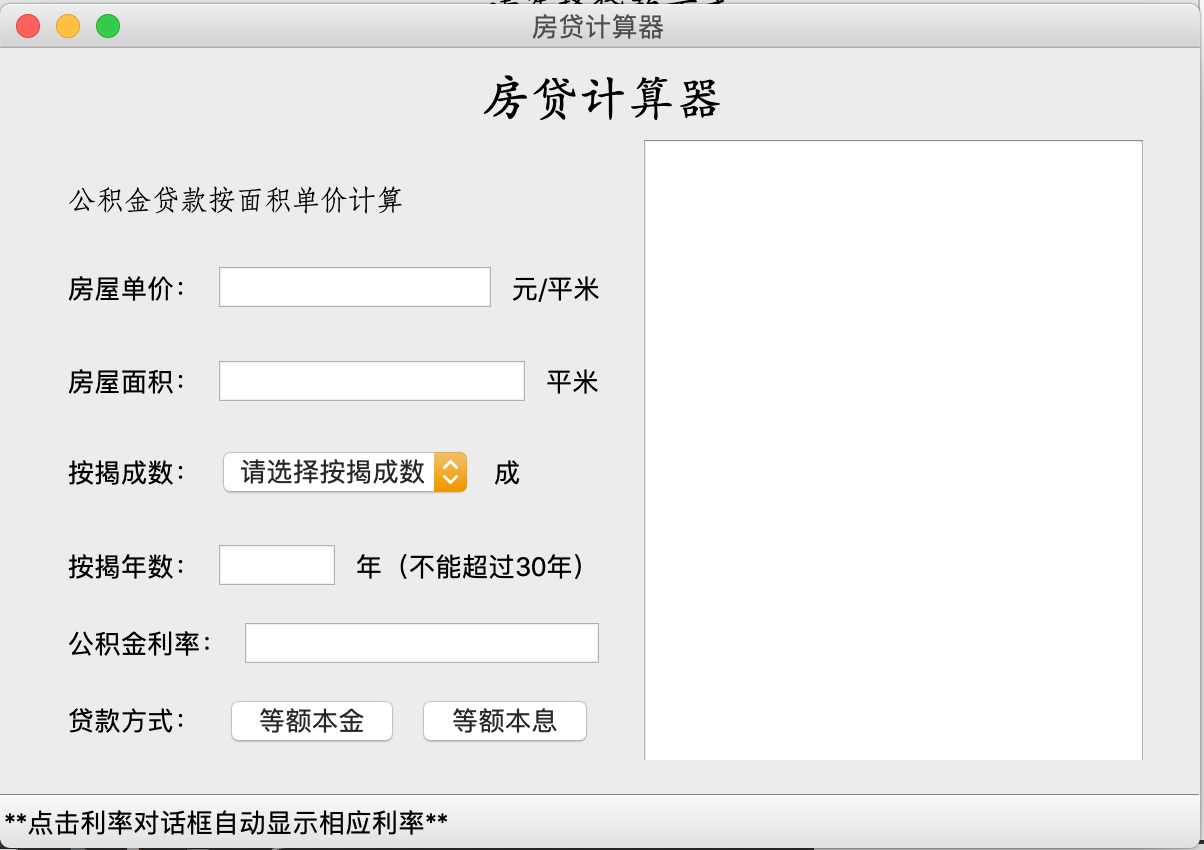 房贷计算器
房贷计算器
公积金贷款按面积单价计算
房屋单价： 元/平米
房屋面积： 平米
按揭成数： 请选择按揭成数 成
按揭年数： 年（不能超过30年）
公积金利率：
贷款方式： 等额本金 等额本息
**点击利率对话框自动显示相应利率**